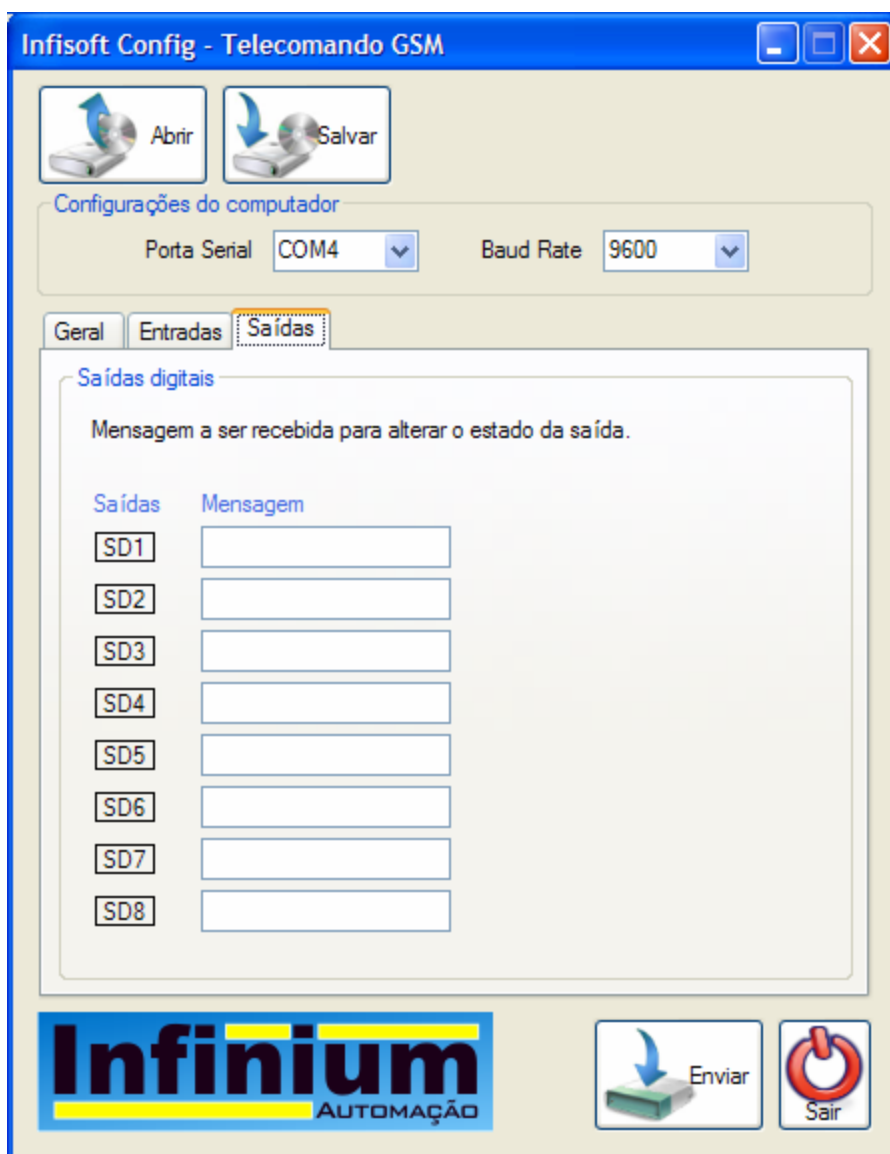 Infisoft Config - Telecomando GSM
Abrir
Salvar
Configurações do computador
Porta Serial COM4 Baud Rate 9600
Geral Entradas Saídas
Saídas digitais
Mensagem a ser recebida para alterar o estado da saída.
Saídas Mensagem
SD1
SD2
SD3
SD4
SD5
SD6
SD7
SD8
Infinium
AUTOMAÇÃO
Enviar
Sair